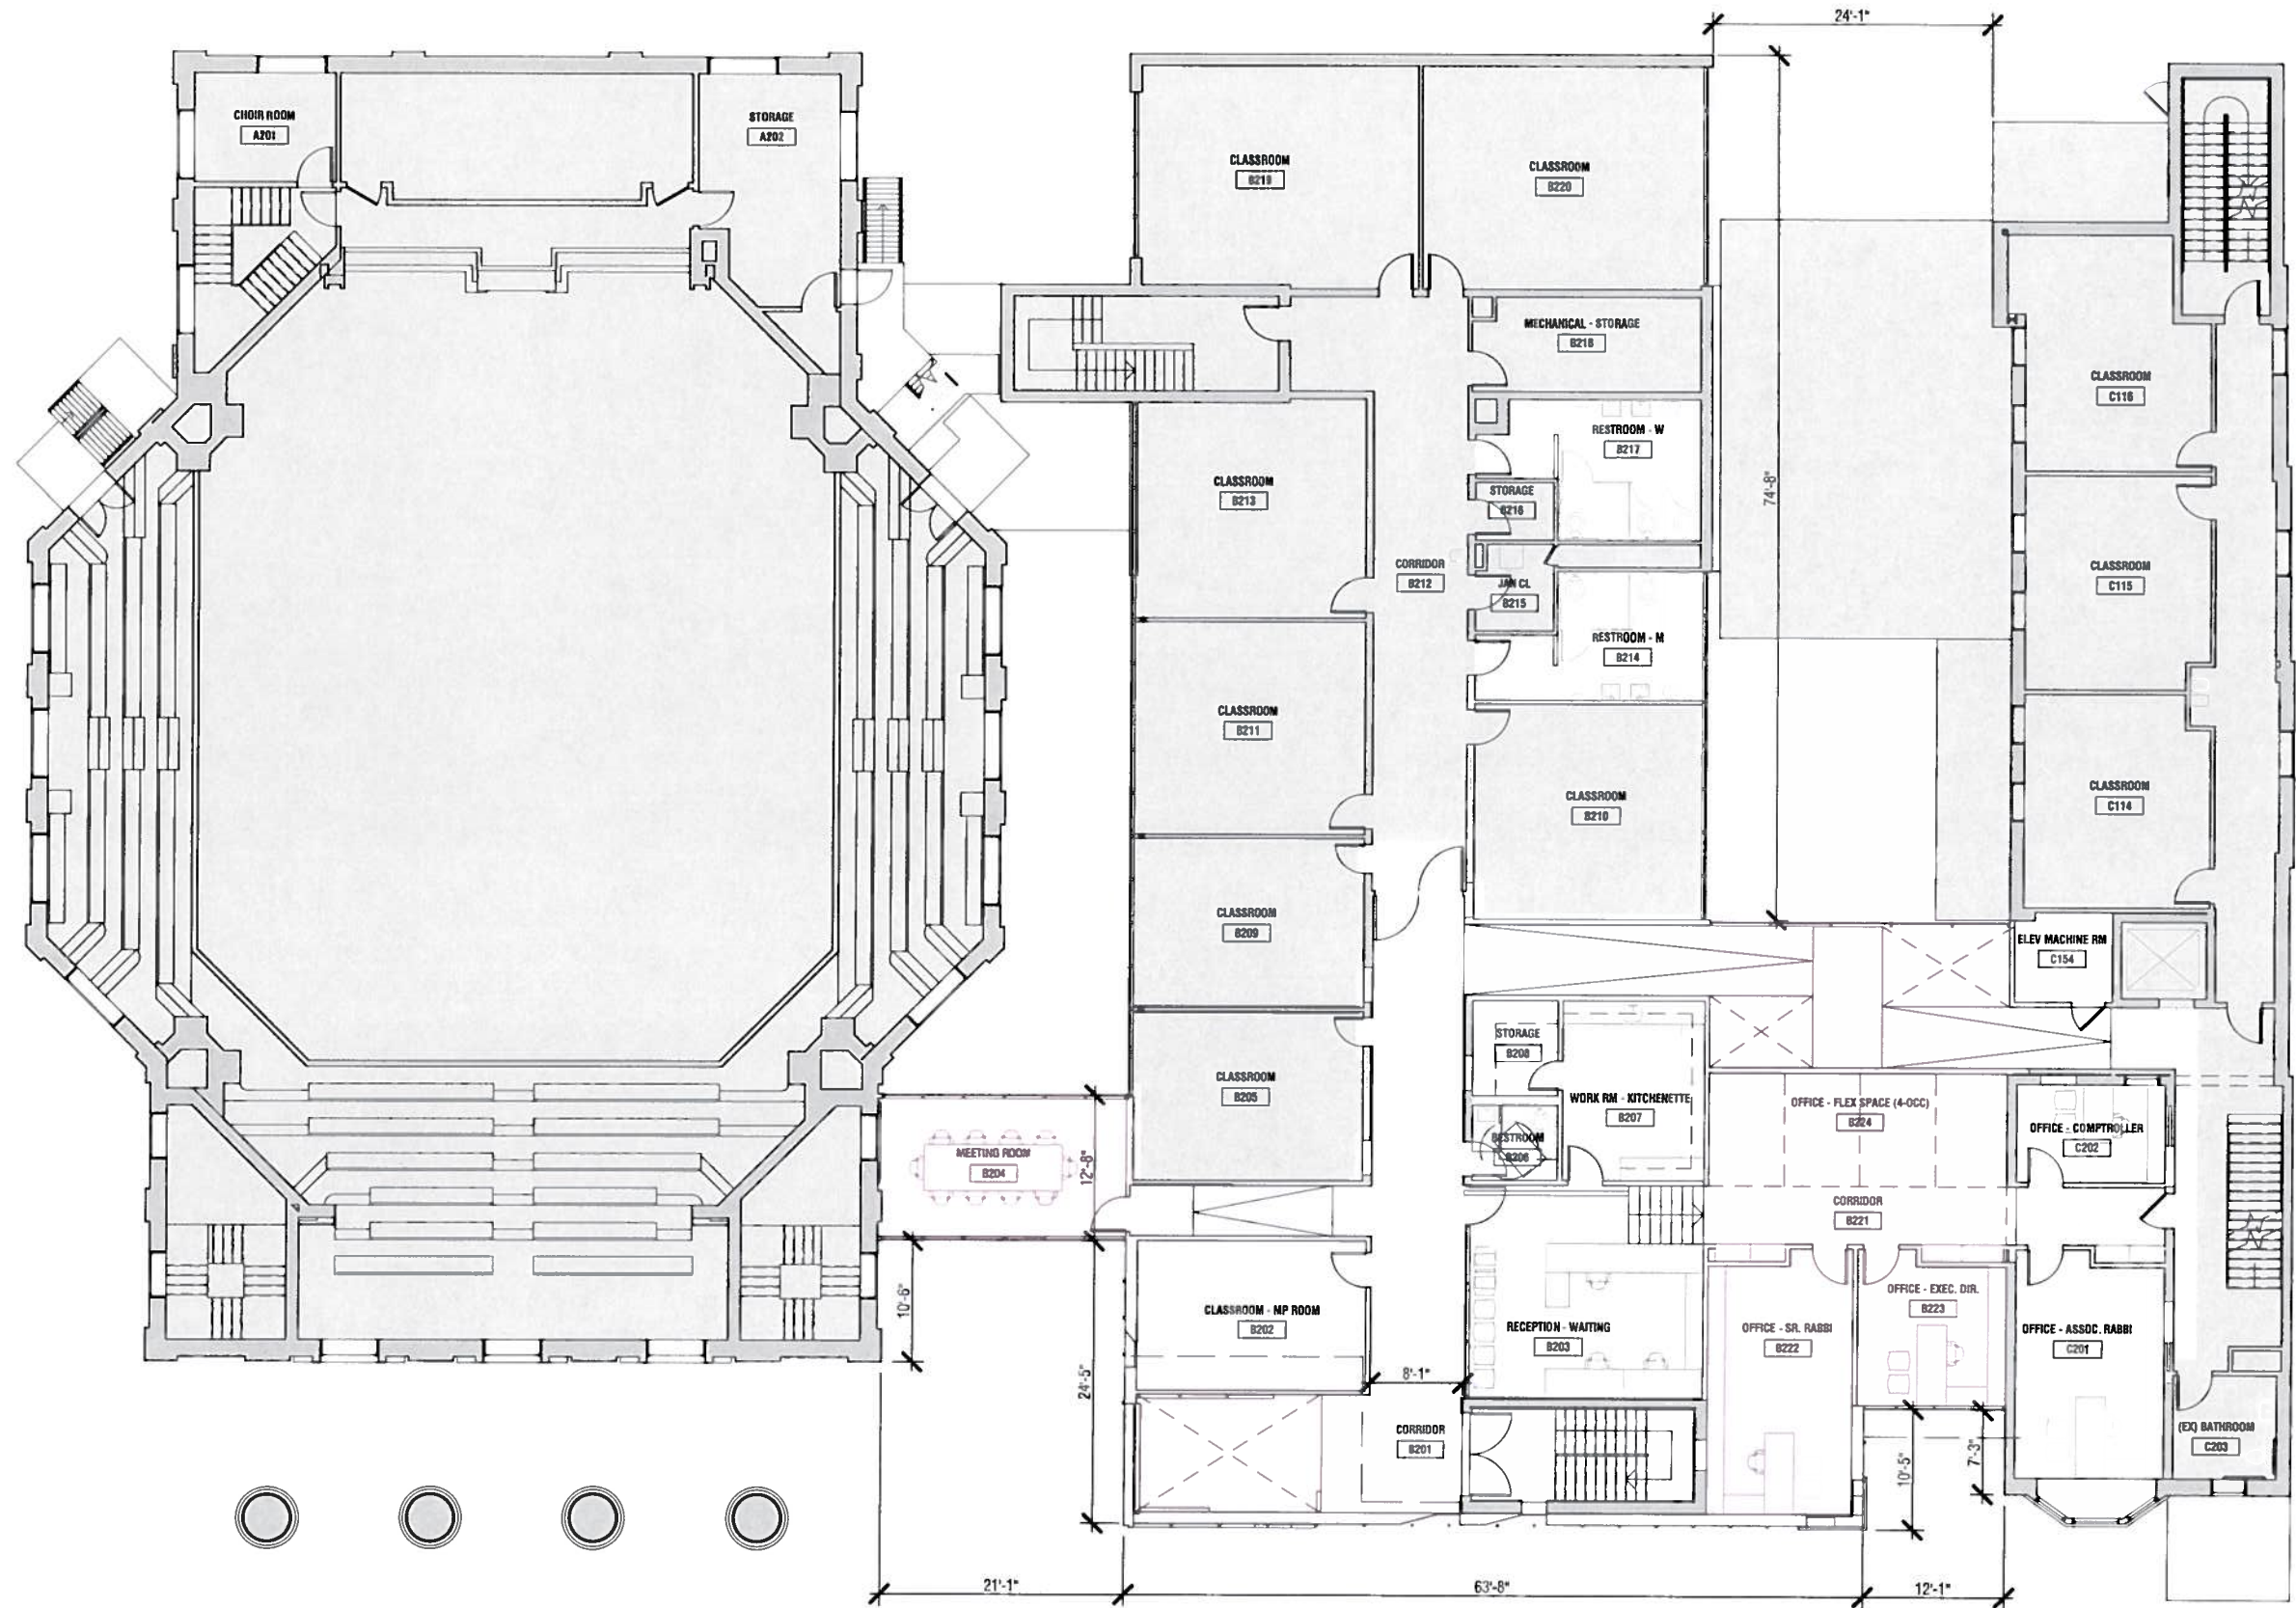 24'-1"
CHOIR ROOM
A201
STORAGE
A202
CLASSROOM
B219
CLASSROOM
B220
MECHANICAL - STORAGE
B218
CLASSROOM
C116
RESTROOM - W
B217
CLASSROOM
B213
STORAGE
B216
74'-8"
CORRIDOR
B212
JAN CL
B215
CLASSROOM
C115
RESTROOM - M
B214
CLASSROOM
B211
CLASSROOM
B210
CLASSROOM
C114
CLASSROOM
B209
ELEV MACHINE RM
C154
STORAGE
B208
CLASSROOM
B205
WORK RM - KITCHENETTE
B207
OFFICE - FLEX SPACE (4-OCC)
B224
OFFICE - COMPTROLLER
C202
RESTROOM
B206
MEETING ROOM
B204
12'-8"
CORRIDOR
B221
10'-6"
CLASSROOM - MP ROOM
B202
RECEPTION - WAITING
B203
OFFICE - EXEC. DIR.
B223
OFFICE - SR. RABBI
B222
OFFICE - ASSOC. RABBI
C201
24'-5"
8'-1"
CORRIDOR
B201
(EX) BATHROOM
C203
10'-5"
7'-3"
21'-1"
63'-8"
12'-1"